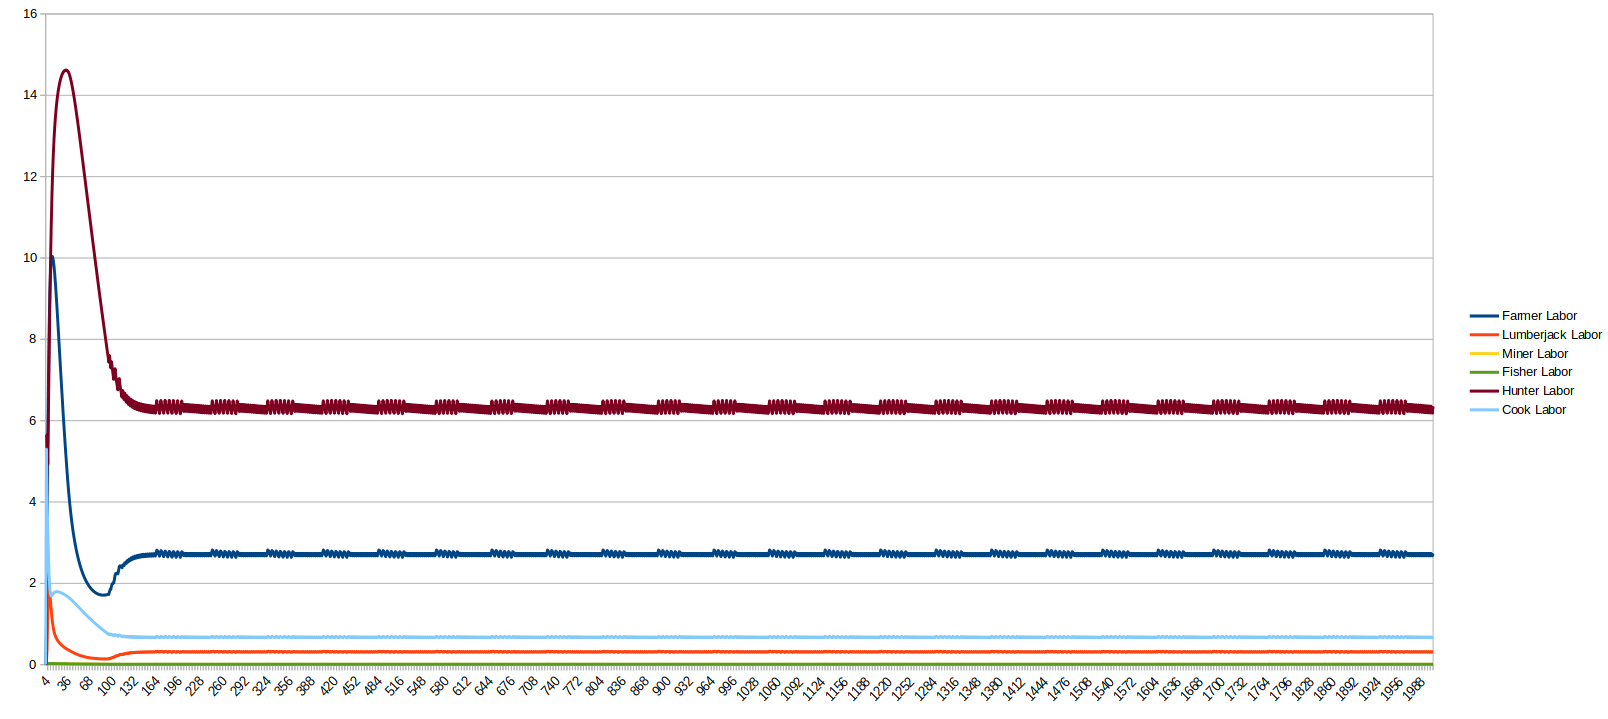 16
14
12
10
8
6
4
2
0
4 36 68 100 132 164 196 228 260 292 324 356 388 420 452 484 516 548 580 612 644 676 708 740 772 804 836 868 900 932 964 996 1028 1060 1092 1124 1156 1188 1220 1252 1284 1316 1348 1380 1412 1444 1476 1508 1540 1572 1604 1636 1668 1700 1732 1764 1796 1828 1860 1892 1924 1956 1988
Farmer Labor
Lumberjack Labor
Miner Labor
Fisher Labor
Hunter Labor
Cook Labor